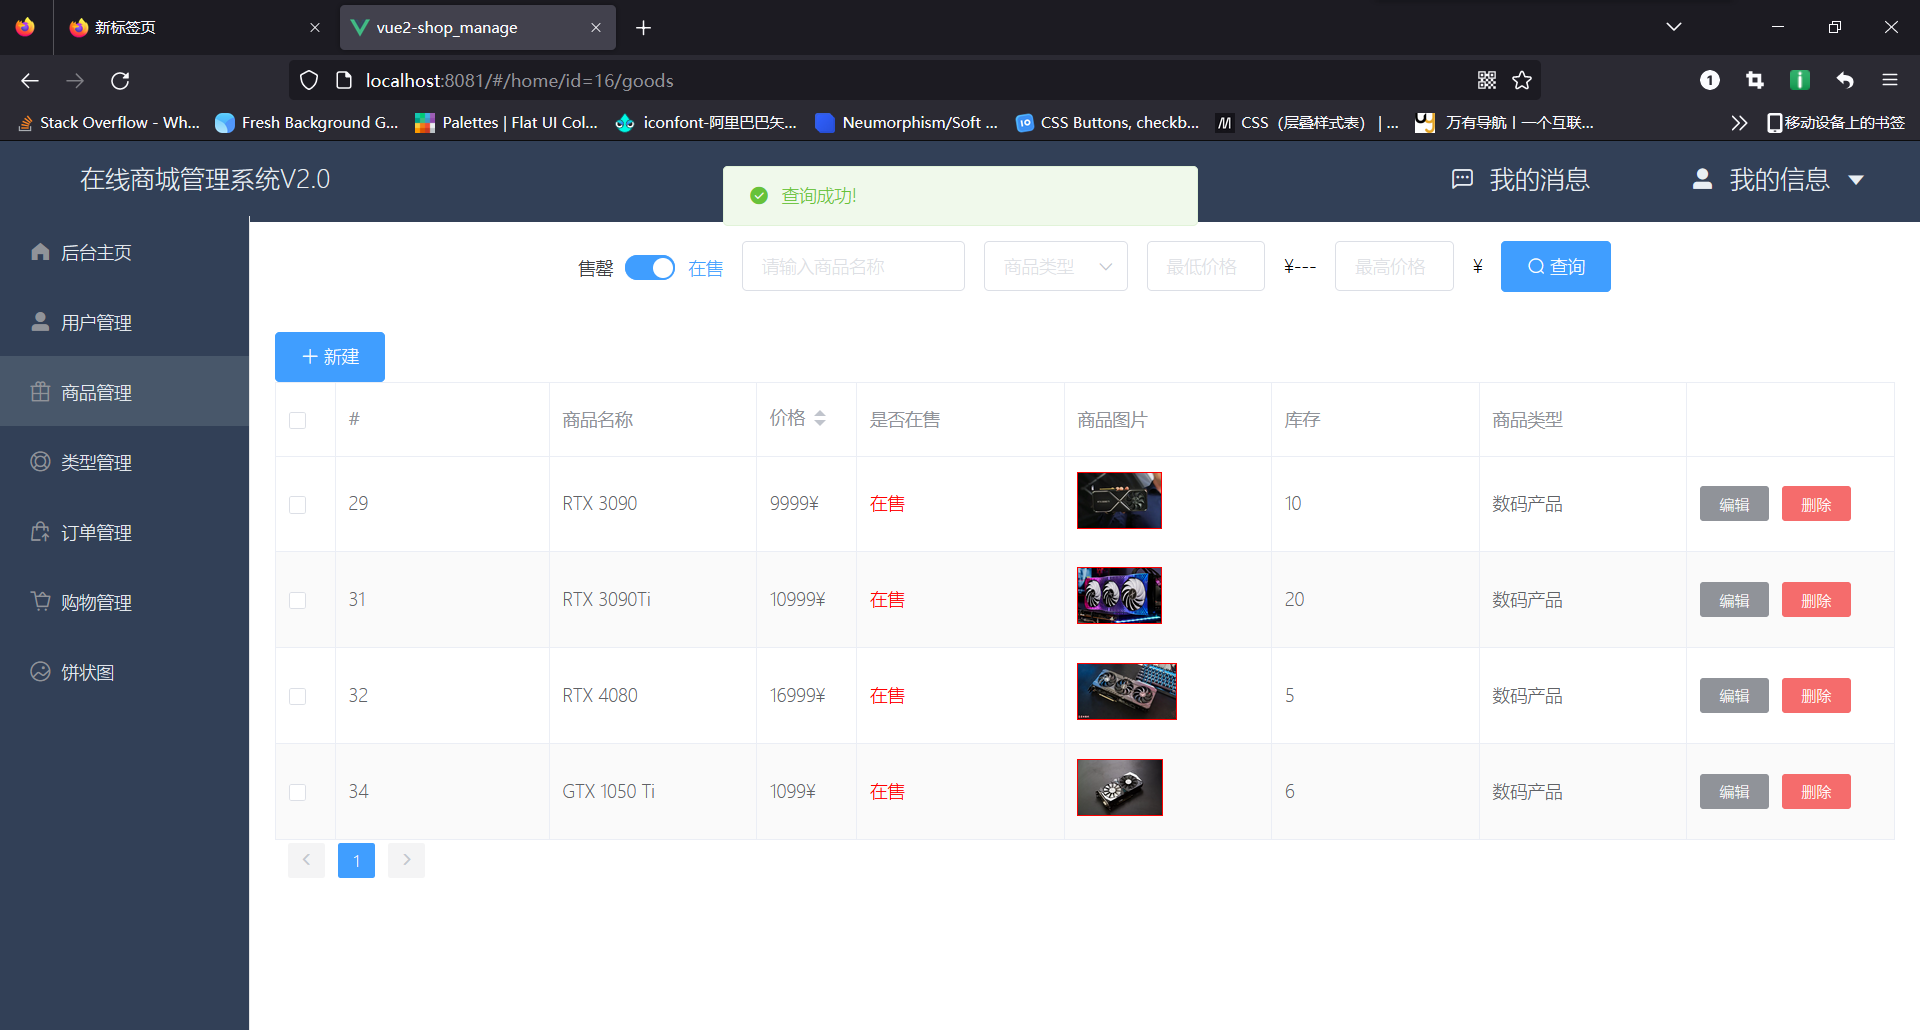 新标签页
vue2-shop_manage
localhost:8081/#/home/id=16/goods
Stack Overflow - Wh...
Fresh Background G...
Palettes | Flat UI Col...
iconfont-阿里巴巴矢...
Neumorphism/Soft ...
CSS Buttons, checkb...
CSS（层叠样式表） | ...
万有导航 | 一个互联...
移动设备上的书签
在线商城管理系统V2.0
查询成功!
我的消息
我的信息
后台主页
用户管理
商品管理
类型管理
订单管理
购物管理
饼状图
售罄 在售 请输入商品名称 商品类型 最低价格 ¥--- 最高价格 ¥ 查询
新建
# 商品名称 价格 是否在售 商品图片 库存 商品类型
29 RTX 3090 9999¥ 在售 10 数码产品 编辑 删除
31 RTX 3090Ti 10999¥ 在售 20 数码产品 编辑 删除
32 RTX 4080 16999¥ 在售 5 数码产品 编辑 删除
34 GTX 1050 Ti 1099¥ 在售 6 数码产品 编辑 删除
1